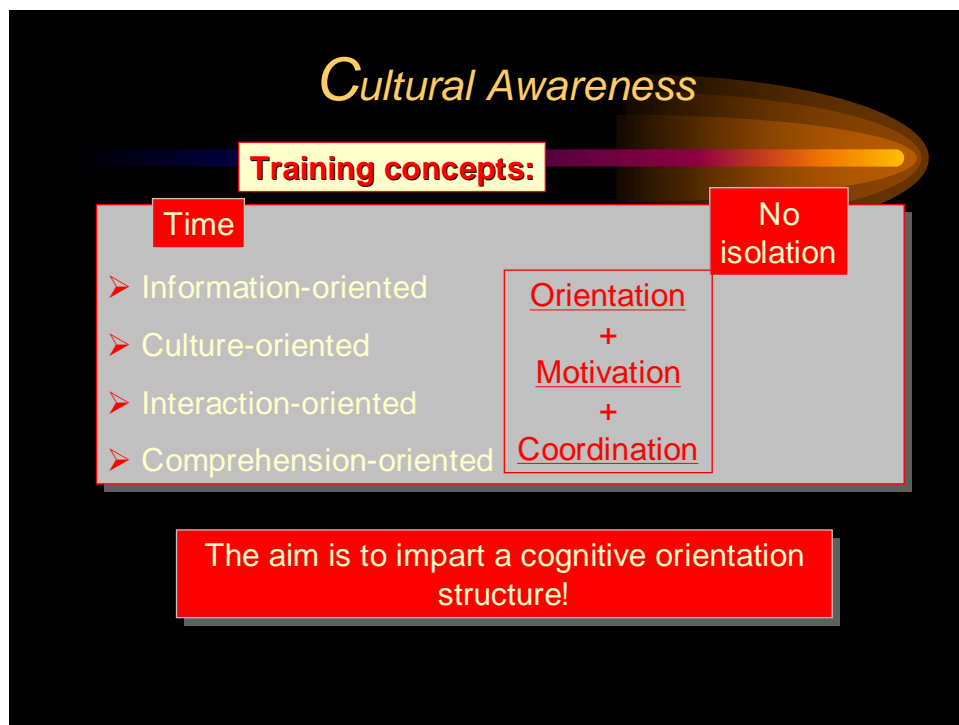 Cultural Awareness
Training concepts:
Time
No
isolation
Information-oriented
Culture-oriented
Interaction-oriented
Comprehension-oriented
Orientation
+
Motivation
+
Coordination
The aim is to impart a cognitive orientation
structure!